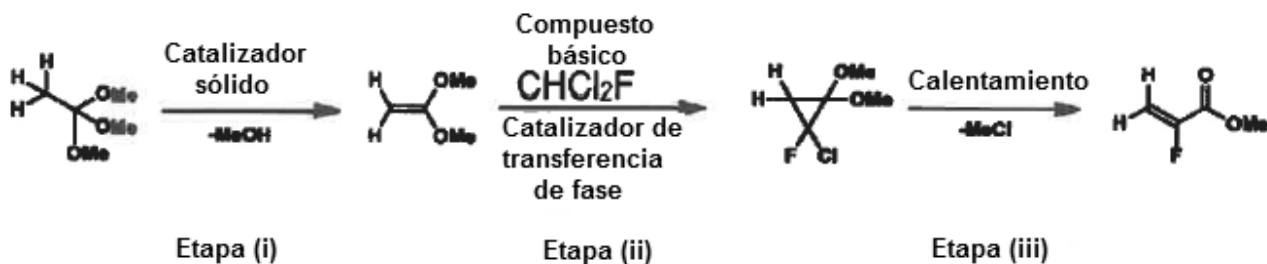 Compuesto
básico
Catalizador
sólido
CHCl₂F
Calentamiento
-MeOH
Catalizador de
transferencia
de fase
-MeCl
H
H
H
OMe
OMe
OMe
H
H
OMe
OMe
H
H
OMe
OMe
F
Cl
H
H
O
OMe
F
Etapa (i)
Etapa (ii)
Etapa (iii)